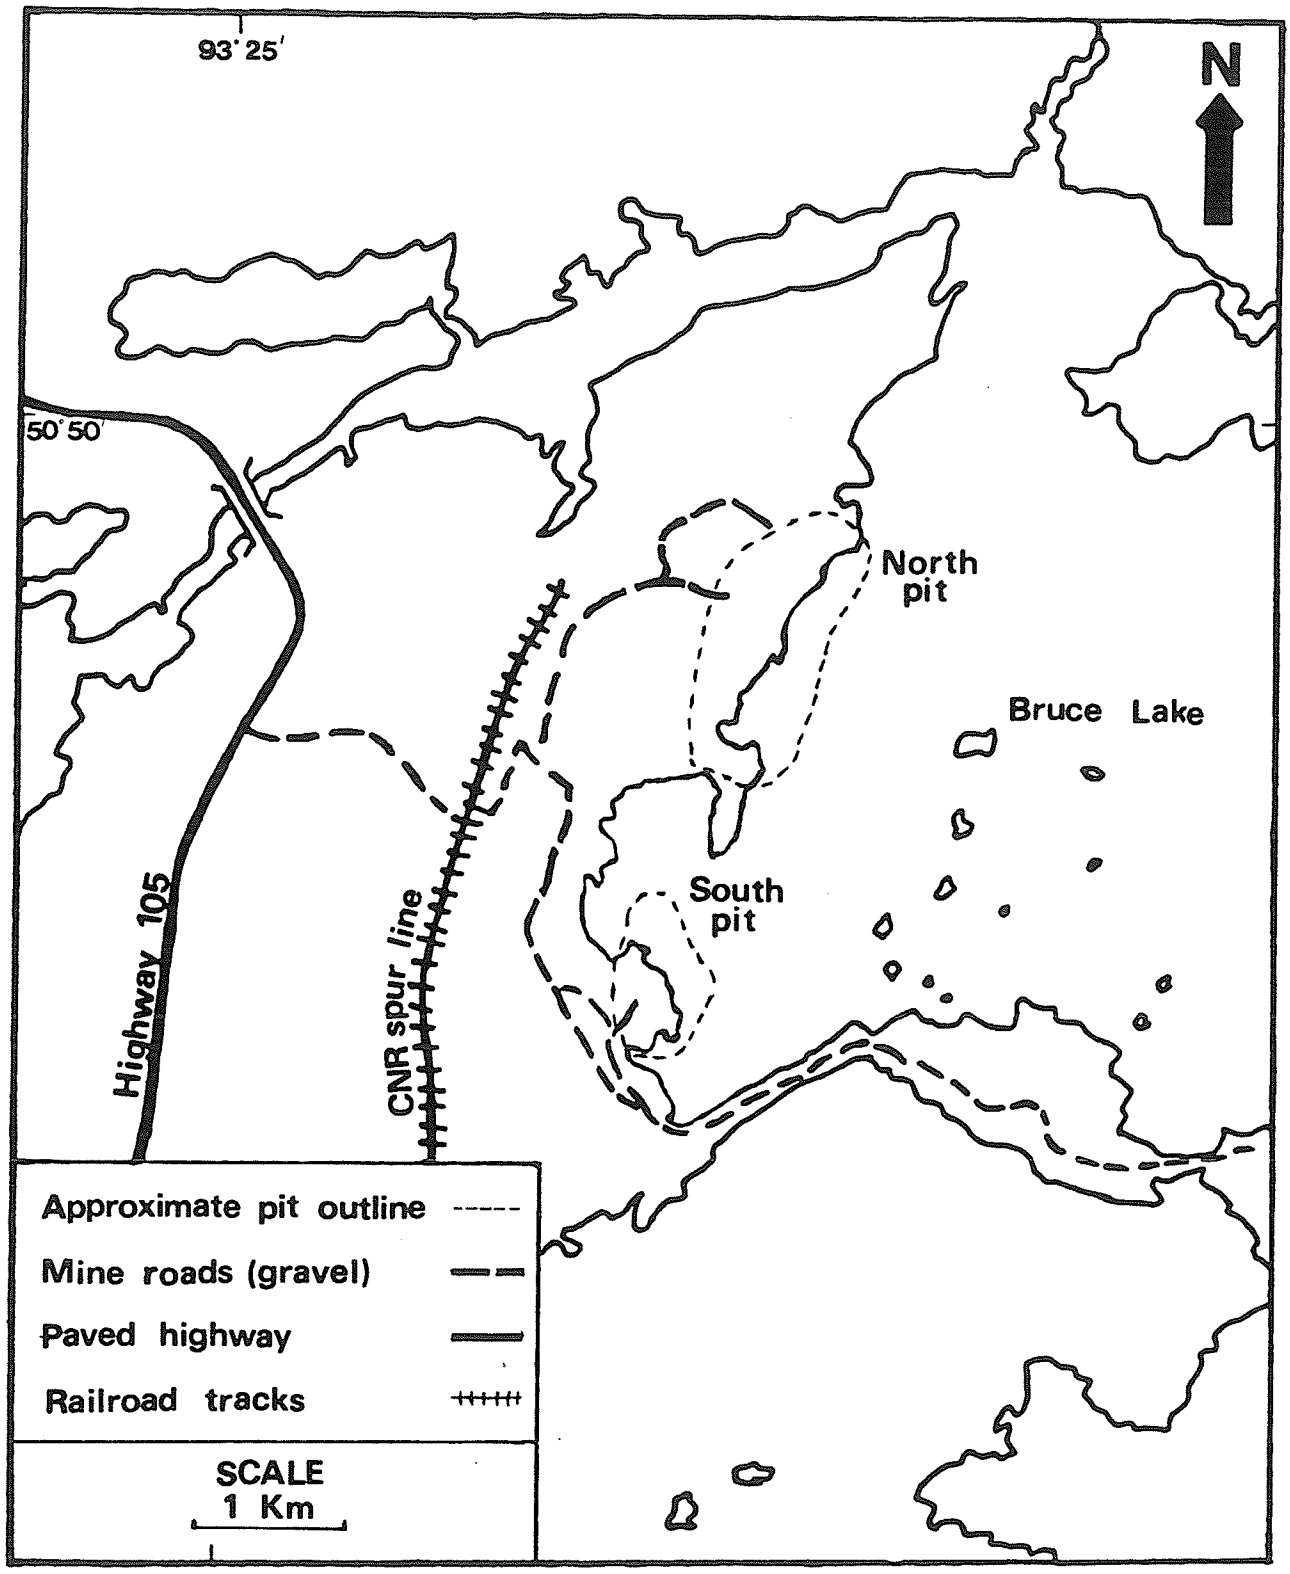 93°25'
N
50°50'
North
pit
Bruce Lake
South
pit
Highway 105
CNR spur line
Approximate pit outline
Mine roads (gravel)
Paved highway
Railroad tracks
SCALE
1 Km